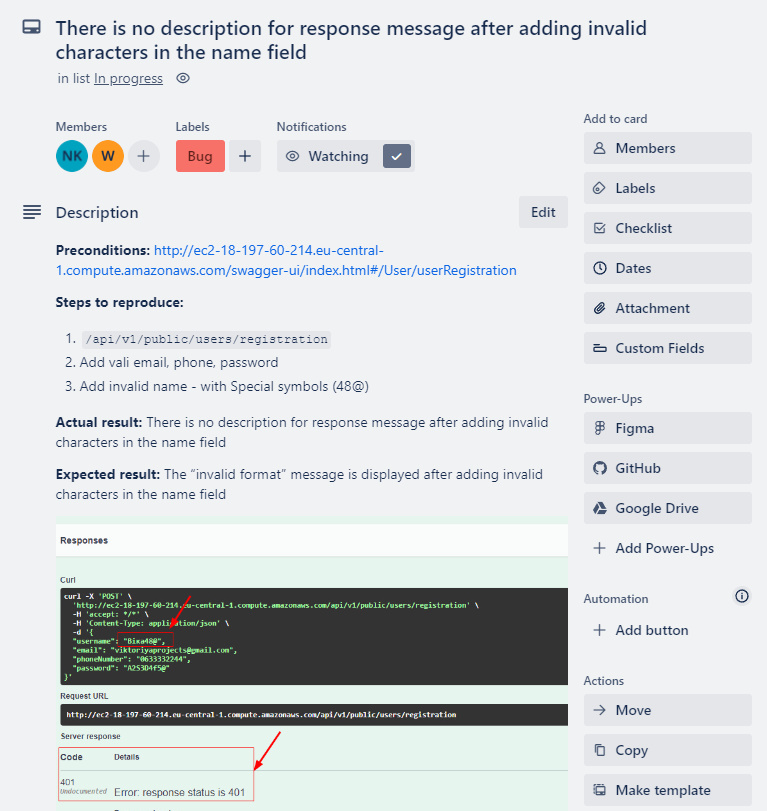 There is no description for response message after adding invalid
characters in the name field
in list In progress
Members
Labels
Notifications
NK
W
+
Bug
+
Watching
Description
Edit
Preconditions: http://ec2-18-197-60-214.eu-central-
1.compute.amazonaws.com/swagger-ui/index.html#/User/userRegistration
Steps to reproduce:
1. /api/v1/public/users/registration
2. Add vali email, phone, password
3. Add invalid name - with Special symbols (48@)
Actual result: There is no description for response message after adding invalid
characters in the name field
Expected result: The “invalid format” message is displayed after adding invalid
characters in the name field
Responses
Curl
curl -X 'POST' \
'http://ec2-18-197-60-214.eu-central-1.compute.amazonaws.com/api/v1/public/users/registration' \
-H 'accept: */*' \
-H 'Content-Type: application/json' \
-d '{
"username": "Віка48@",
"email": "viktoriyaprojects@gmail.com",
"phoneNumber": "0633332244",
"password": "A2S3D4f5@"
}'
Request URL
http://ec2-18-197-60-214.eu-central-1.compute.amazonaws.com/api/v1/public/users/registration
Server response
Code Details
401
Undocumented
Error: response status is 401
Add to card
Members
Labels
Checklist
Dates
Attachment
Custom Fields
Power-Ups
Figma
GitHub
Google Drive
+ Add Power-Ups
Automation
+ Add button
Actions
Move
Copy
Make template